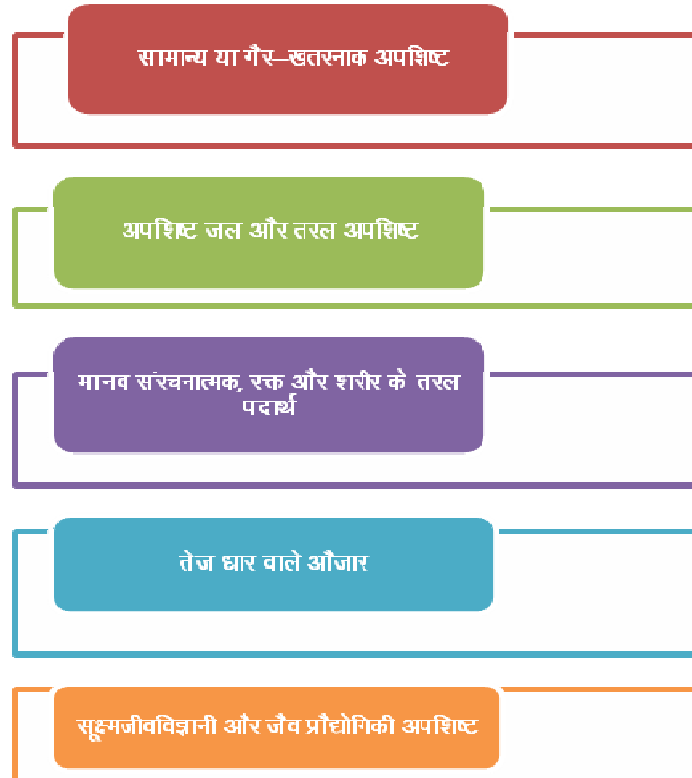 सामान्य या गैर–खतरनाक अपशिष्ट
अपशिष्ट जल और तरल अपशिष्ट
मानव संरचनात्मक, रक्त और शरीर के तरल
पदार्थ
तेज धार वाले औजार
सूक्ष्मजीवविज्ञानी और जैव प्रौद्योगिकी अपशिष्ट